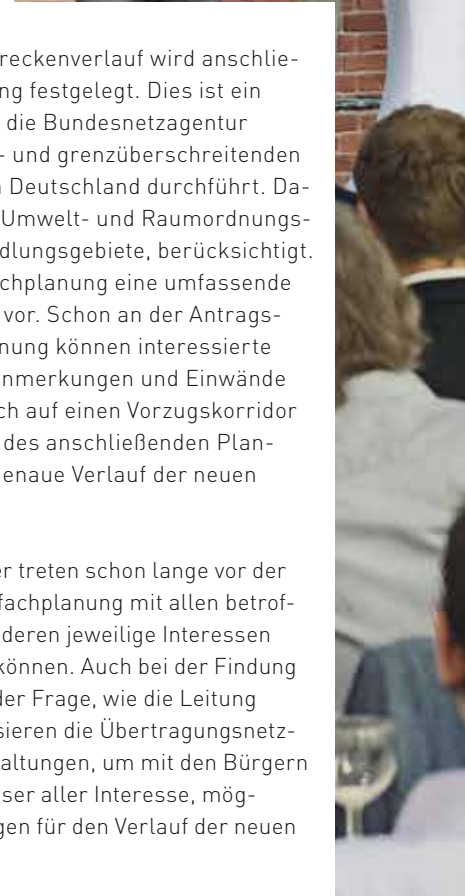 reckenverlauf wird anschlie-
ng festgelegt. Dies ist ein
die Bundesnetzagentur
- und grenzüberschreitenden
Deutschland durchführt. Da-
Umwelt- und Raumordnungs-
dlungsgebiete, berücksichtigt.
chplanung eine umfassende
vor. Schon an der Antrags-
nung können interessierte
nmerkungen und Einwände
ch auf einen Vorzugskorridor
des anschließenden Plan-
enaue Verlauf der neuen
er treten schon lange vor der
fachplanung mit allen betrof-
deren jeweilige Interessen
können. Auch bei der Findung
der Frage, wie die Leitung
sieren die Übertragungsnetz-
altungen, um mit den Bürgern
ser aller Interesse, mög-
gen für den Verlauf der neuen